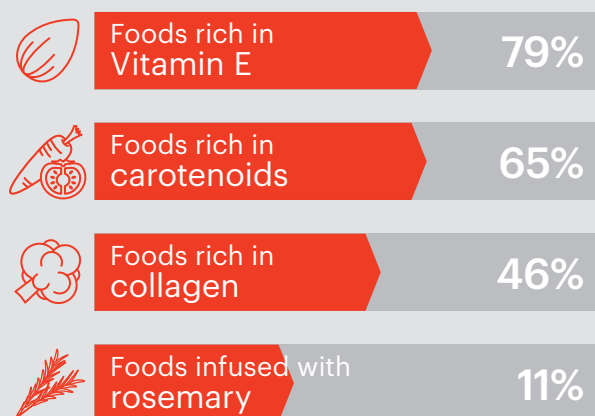 Foods rich in
Vitamin E
79%
Foods rich in
carotenoids
65%
Foods rich in
collagen
46%
Foods infused with
rosemary
11%